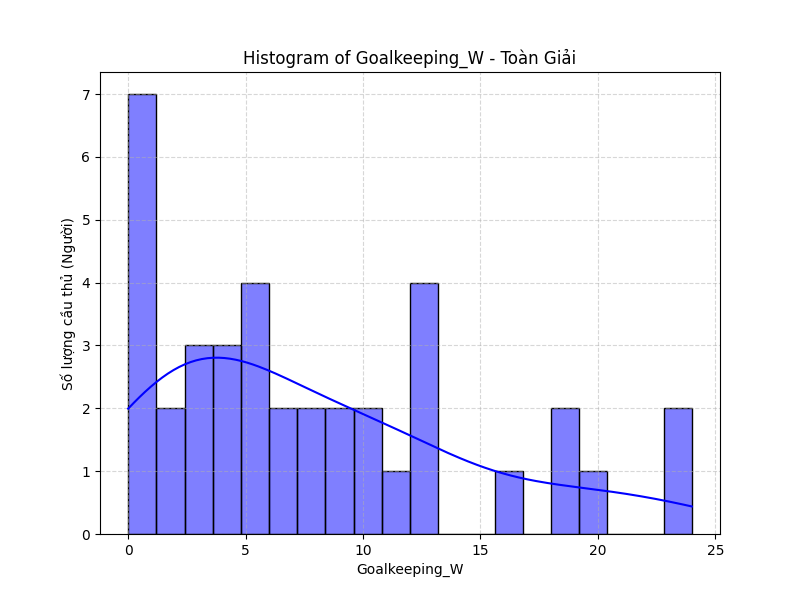 Histogram of Goalkeeping_W - Toàn Giải
Số lượng cầu thủ (Người)
7
6
5
4
3
2
1
0
0 5 10 15 20 25
Goalkeeping_W